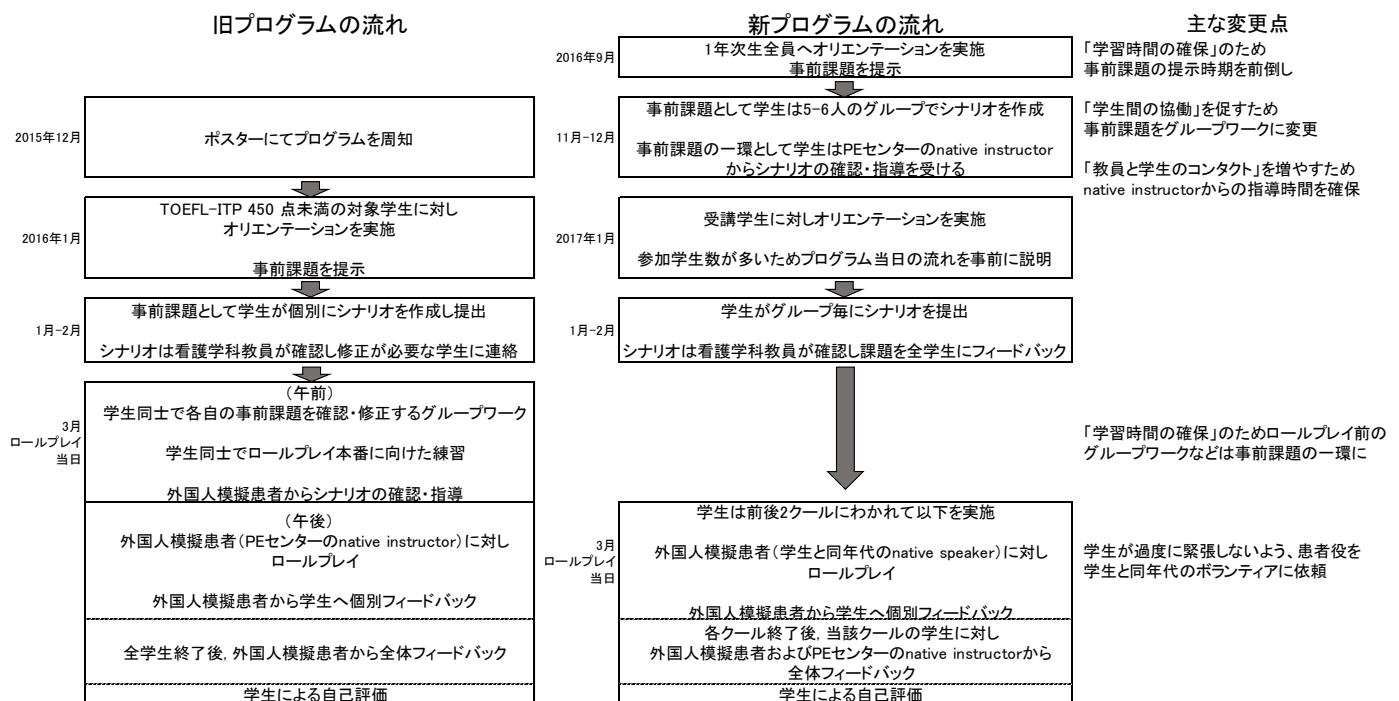 旧プログラムの流れ
2015年12月
ポスターにてプログラムを周知
2016年1月
TOEFL-ITP 450 点未満の対象学生に対し
オリエンテーションを実施
事前課題を提示
1月-2月
事前課題として学生が個別にシナリオを作成し提出
シナリオは看護学科教員が確認し修正が必要な学生に連絡
3月
ロールプレイ
当日
(午前)
学生同士で各自の事前課題を確認・修正するグループワーク
学生同士でロールプレイ本番に向けた練習
外国人模擬患者からシナリオの確認・指導
(午後)
外国人模擬患者(PEセンターのnative instructor)に対し
ロールプレイ
外国人模擬患者から学生へ個別フィードバック
全学生終了後, 外国人模擬患者から全体フィードバック
学生による自己評価
新プログラムの流れ
2016年9月
1年次生全員へオリエンテーションを実施
事前課題を提示
11月-12月
事前課題として学生は5-6人のグループでシナリオを作成
事前課題の一環として学生はPEセンターのnative instructor
からシナリオの確認・指導を受ける
2017年1月
受講学生に対しオリエンテーションを実施
参加学生数が多いためプログラム当日の流れを事前に説明
1月-2月
学生がグループ毎にシナリオを提出
シナリオは看護学科教員が確認し課題を全学生にフィードバック
3月
ロールプレイ
当日
学生は前後2クールにわかれて以下を実施
外国人模擬患者(学生と同年代のnative speaker)に対し
ロールプレイ
外国人模擬患者から学生へ個別フィードバック
各クール終了後, 当該クールの学生に対し
外国人模擬患者およびPEセンターのnative instructorから
全体フィードバック
学生による自己評価
主な変更点
「学習時間の確保」のため
事前課題の提示時期を前倒し
「学生間の協働」を促すため
事前課題をグループワークに変更
「教員と学生のコンタクト」を増やすため
native instructorからの指導時間を確保
「学習時間の確保」のためロールプレイ前の
グループワークなどは事前課題の一環に
学生が過度に緊張しないよう、患者役を
学生と同年代のボランティアに依頼